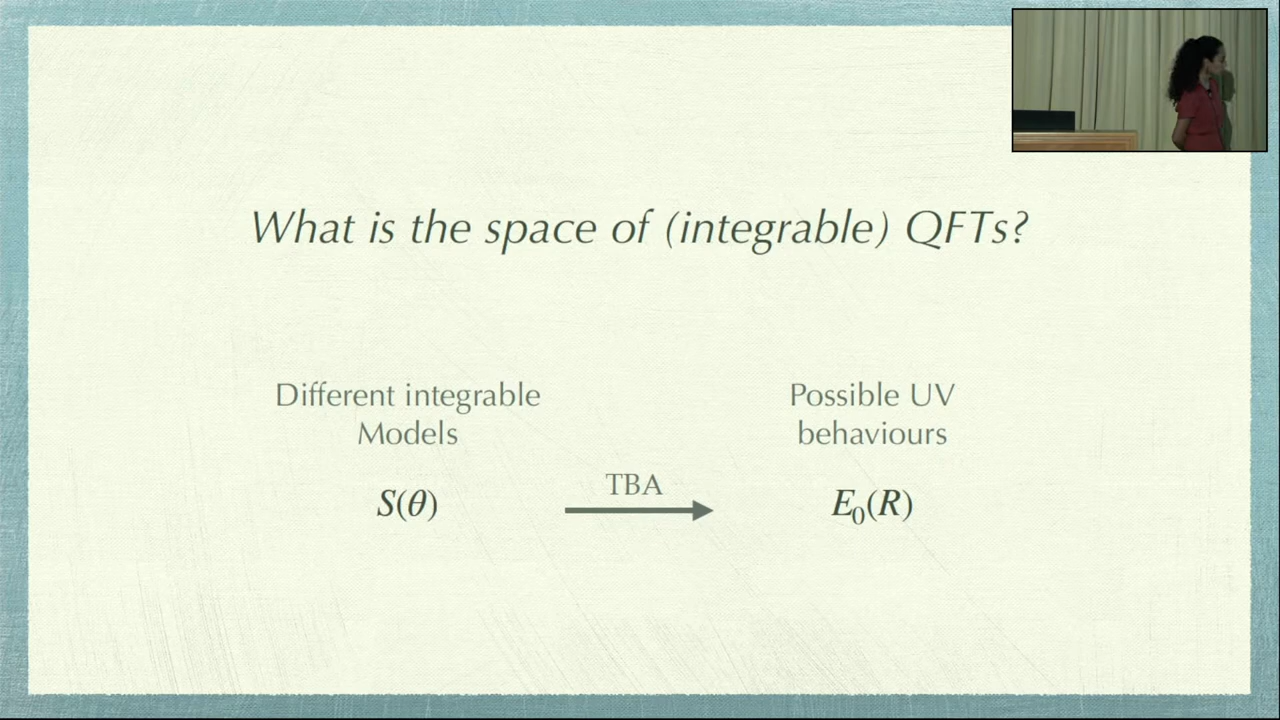 What is the space of (integrable) QFTs?
Different integrable
Models
Possible UV
behaviours
S(θ)
TBA
E₀(R)